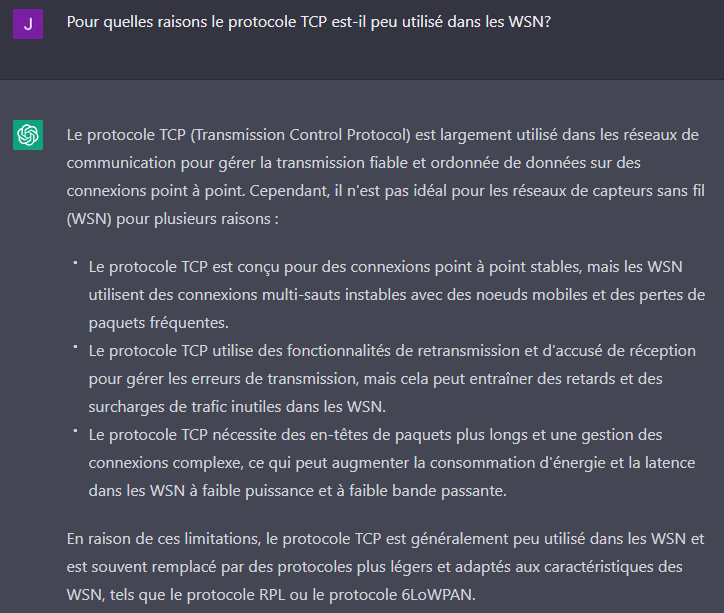 J
Pour quelles raisons le protocole TCP est-il peu utilisé dans les WSN?
Le protocole TCP (Transmission Control Protocol) est largement utilisé dans les réseaux de
communication pour gérer la transmission fiable et ordonnée de données sur des
connexions point à point. Cependant, il n'est pas idéal pour les réseaux de capteurs sans fil
(WSN) pour plusieurs raisons :
• Le protocole TCP est conçu pour des connexions point à point stables, mais les WSN
utilisent des connexions multi-sauts instables avec des noeuds mobiles et des pertes de
paquets fréquentes.
• Le protocole TCP utilise des fonctionnalités de retransmission et d'accusé de réception
pour gérer les erreurs de transmission, mais cela peut entraîner des retards et des
surcharges de trafic inutiles dans les WSN.
• Le protocole TCP nécessite des en-têtes de paquets plus longs et une gestion des
connexions complexe, ce qui peut augmenter la consommation d'énergie et la latence
dans les WSN à faible puissance et à faible bande passante.
En raison de ces limitations, le protocole TCP est généralement peu utilisé dans les WSN et
est souvent remplacé par des protocoles plus légers et adaptés aux caractéristiques des
WSN, tels que le protocole RPL ou le protocole 6LoWPAN.